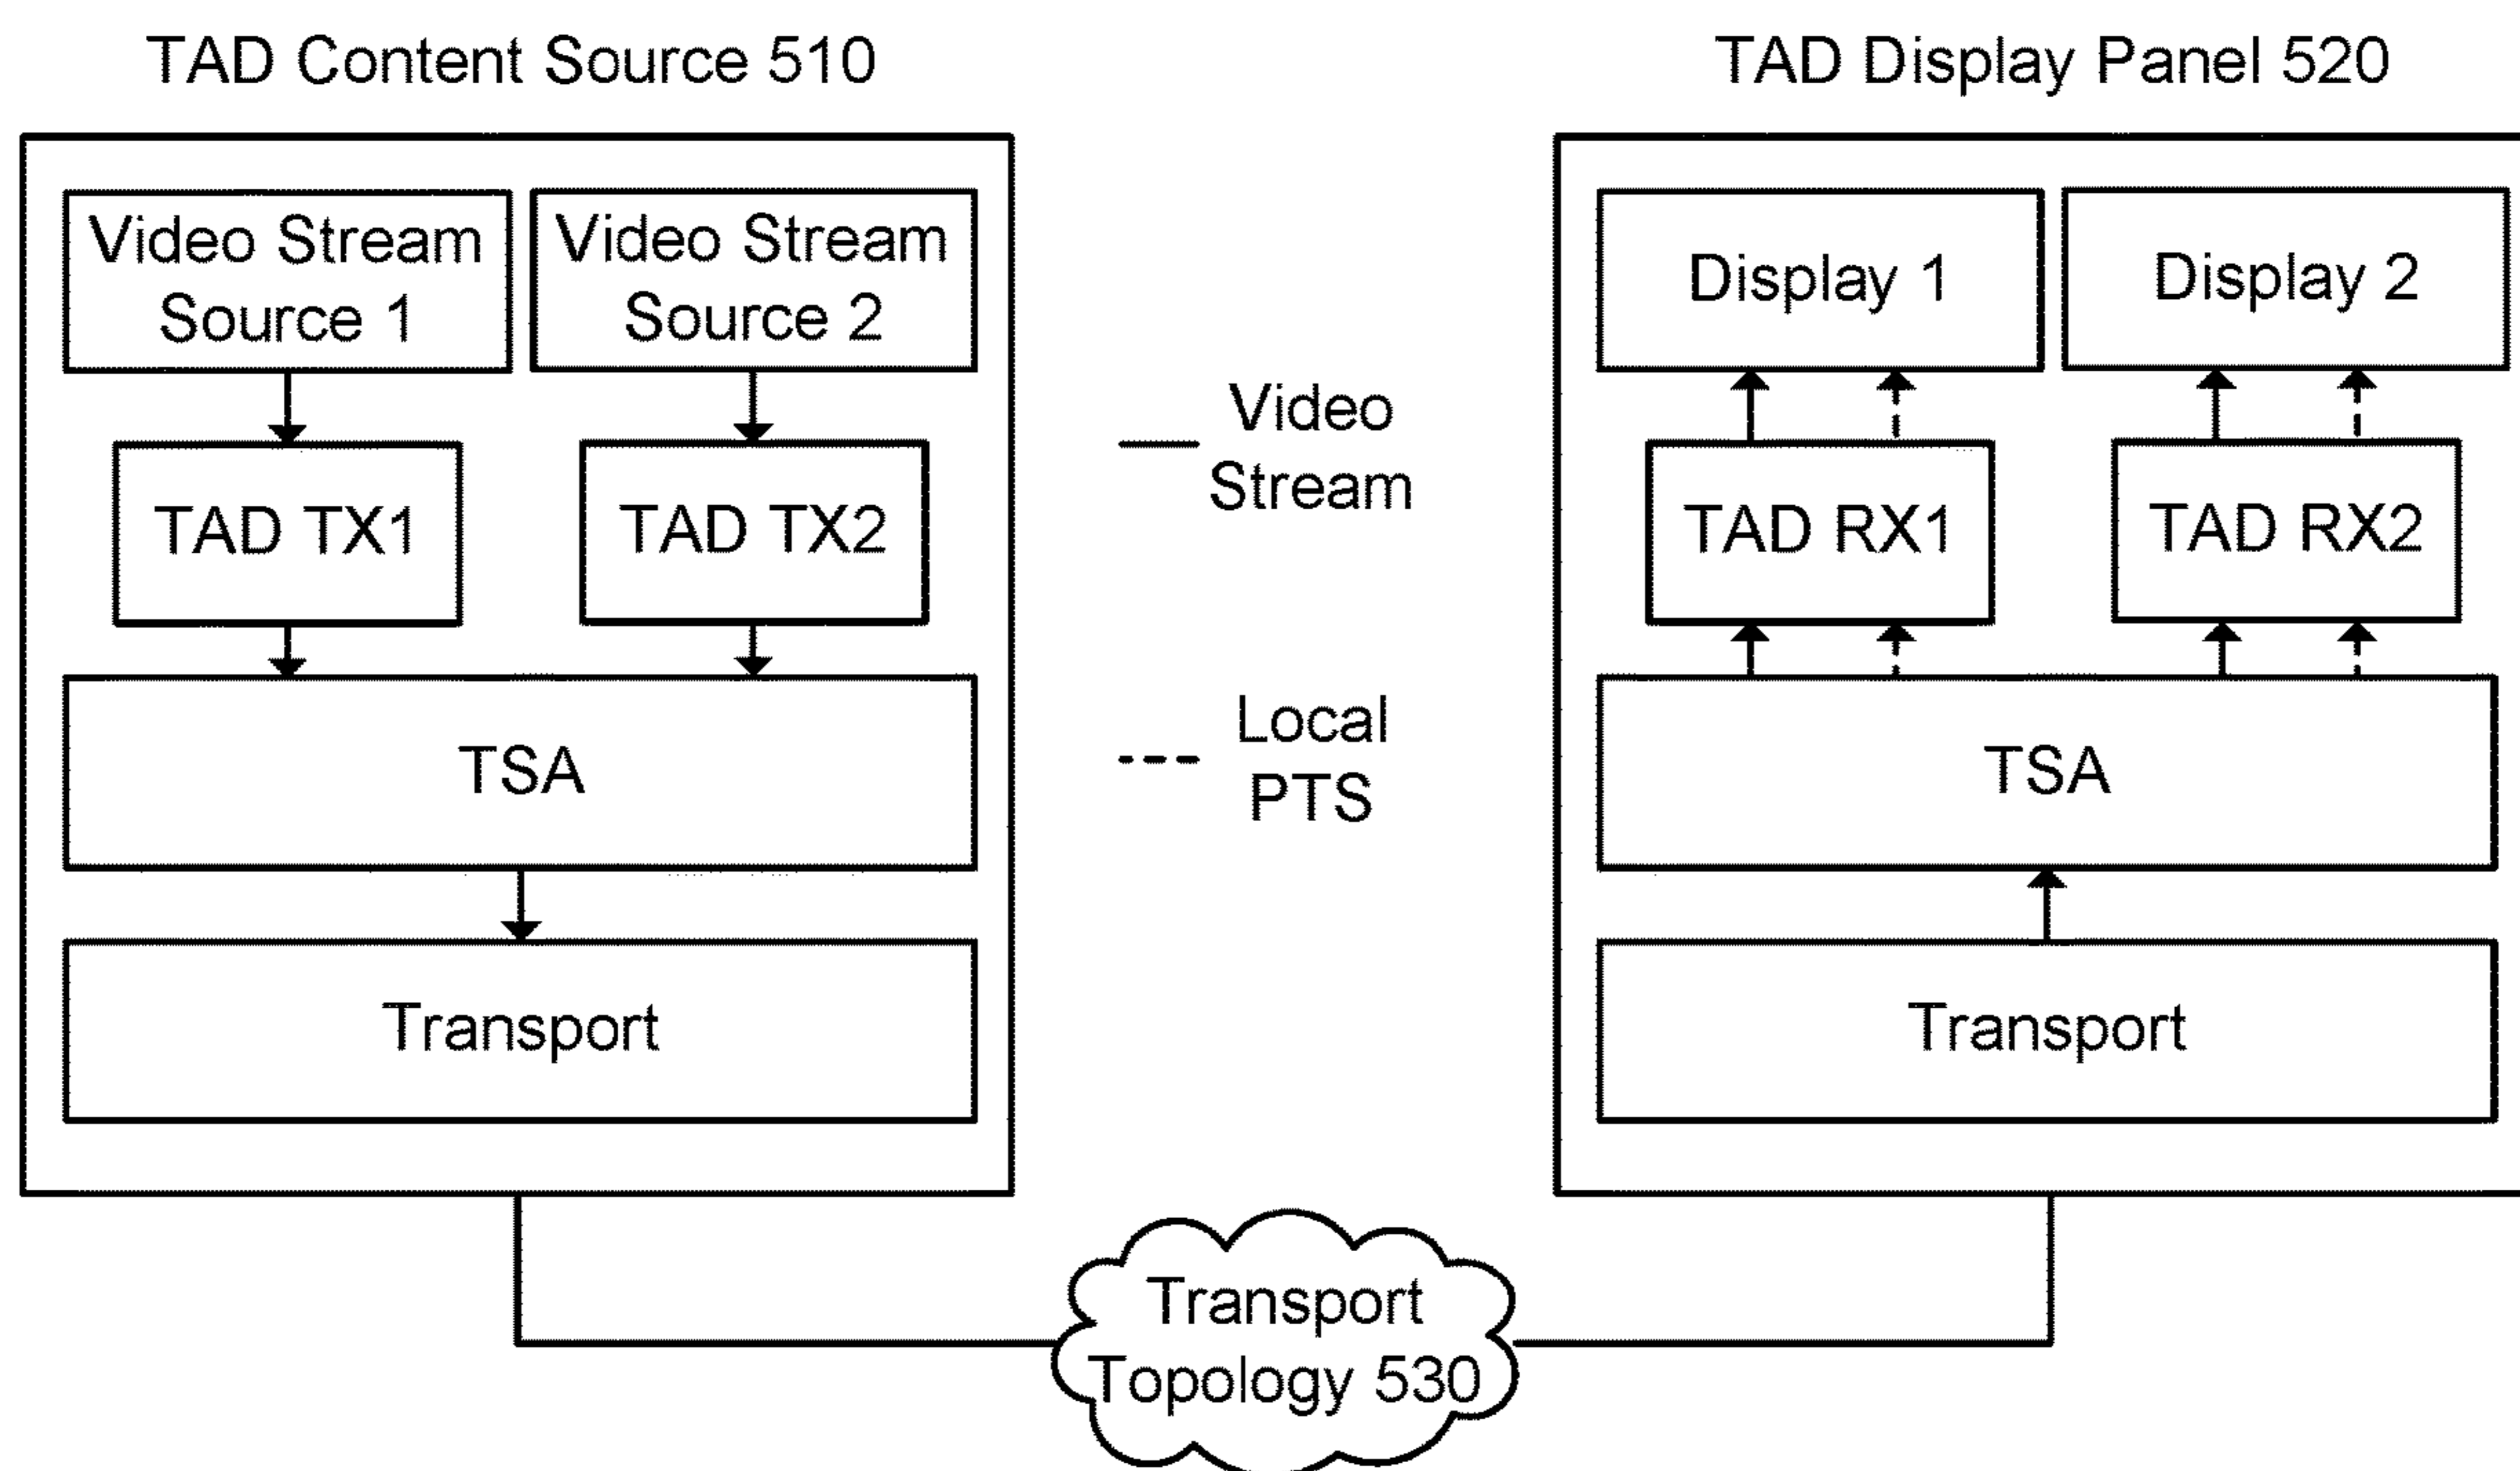 TAD Content Source 510
Video Stream
Source 1
Video Stream
Source 2
TAD TX1
TAD TX2
TSA
Transport
Video
Stream
Local
PTS
TAD Display Panel 520
Display 1
Display 2
TAD RX1
TAD RX2
TSA
Transport
Transport
Topology 530